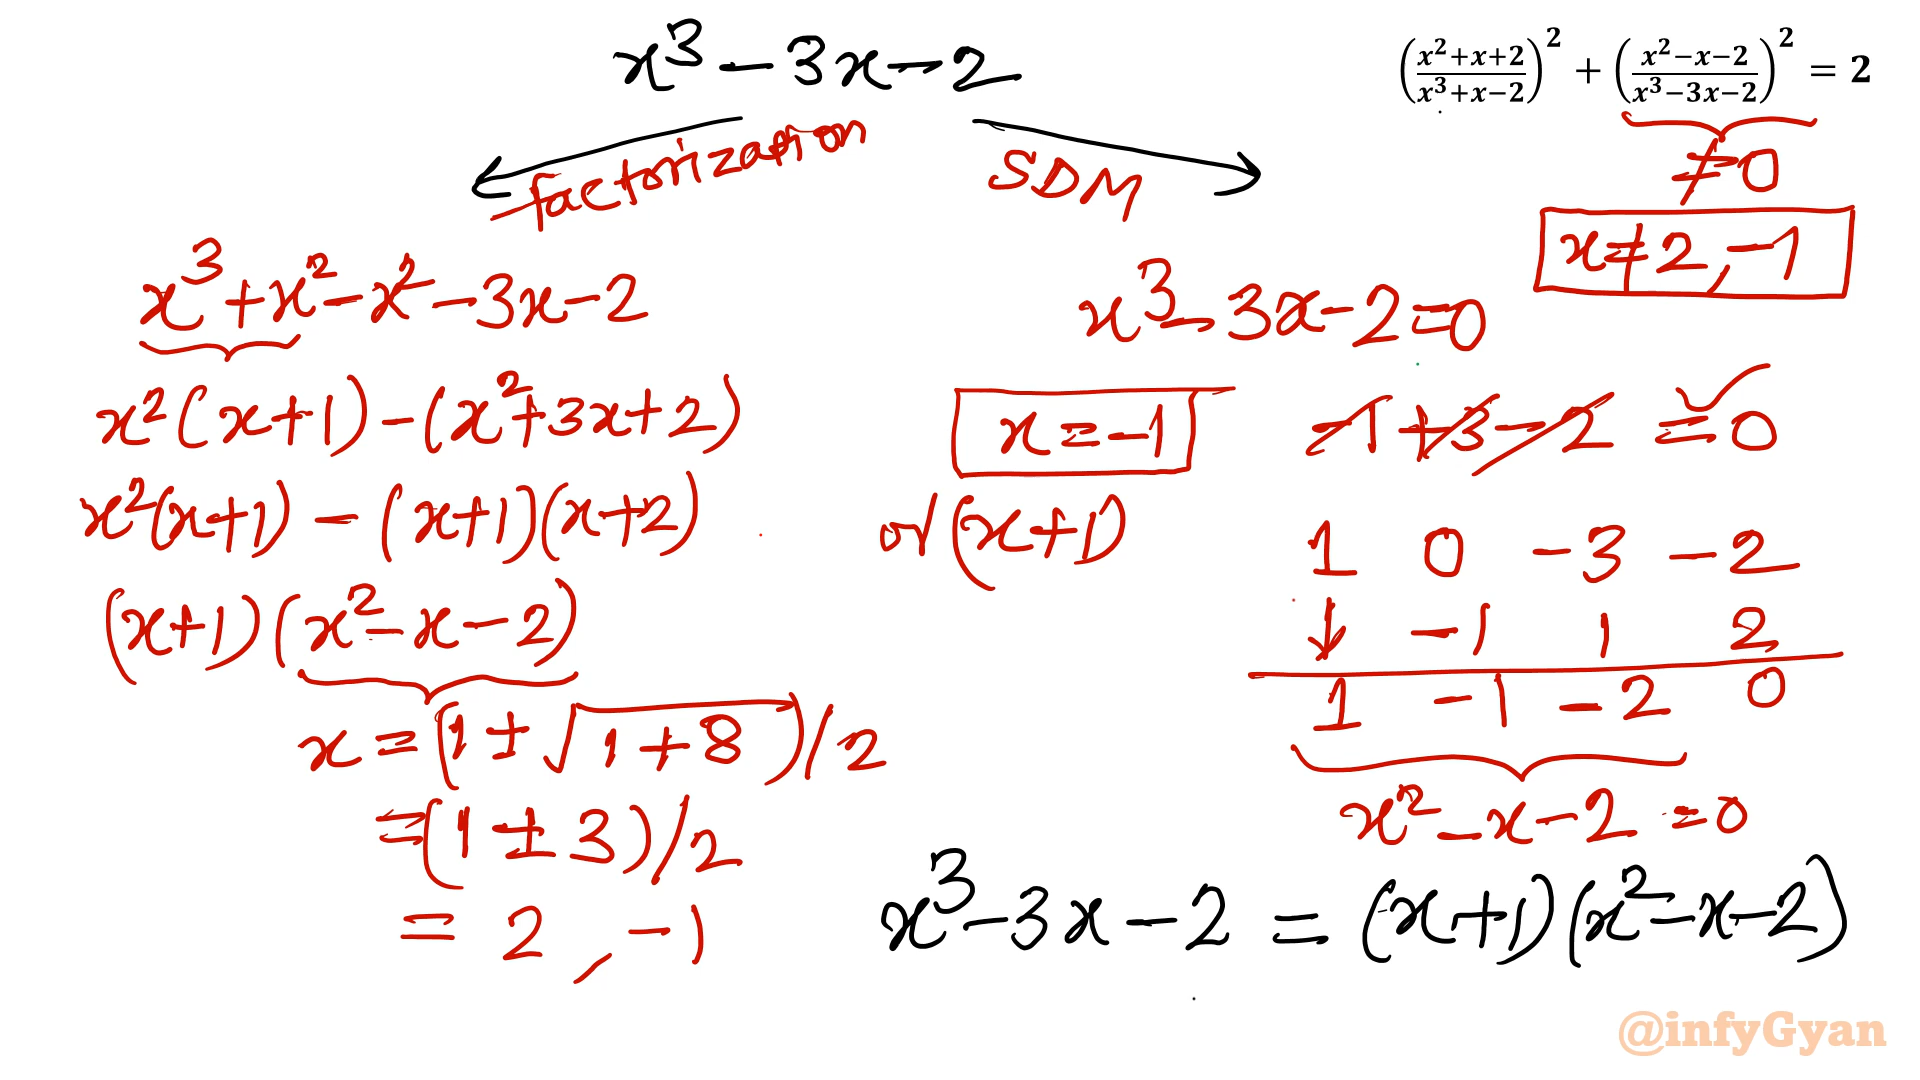 x³ - 3x - 2
(x²+x+2 / x³+x-2)² + (x²-x-2 / x³-3x-2)² = 2
factorization
SDM
≠ 0
x ≠ 2, -1
x³ + x² - x² - 3x - 2
x²(x+1) - (x²+3x+2)
x²(x+1) - (x+1)(x+2)
(x+1)(x² - x - 2)
x = (1 ± √1+8)/2
= (1 ± 3)/2
= 2, -1
x³ - 3x - 2 = 0
x = -1
-1 + 3 - 2 = 0
or (x+1)
1 0 -3 -2
↓ -1 1 2
1 -1 -2 0
x² - x - 2 = 0
x³ - 3x - 2 = (x+1)(x² - x - 2)
@infyGyan